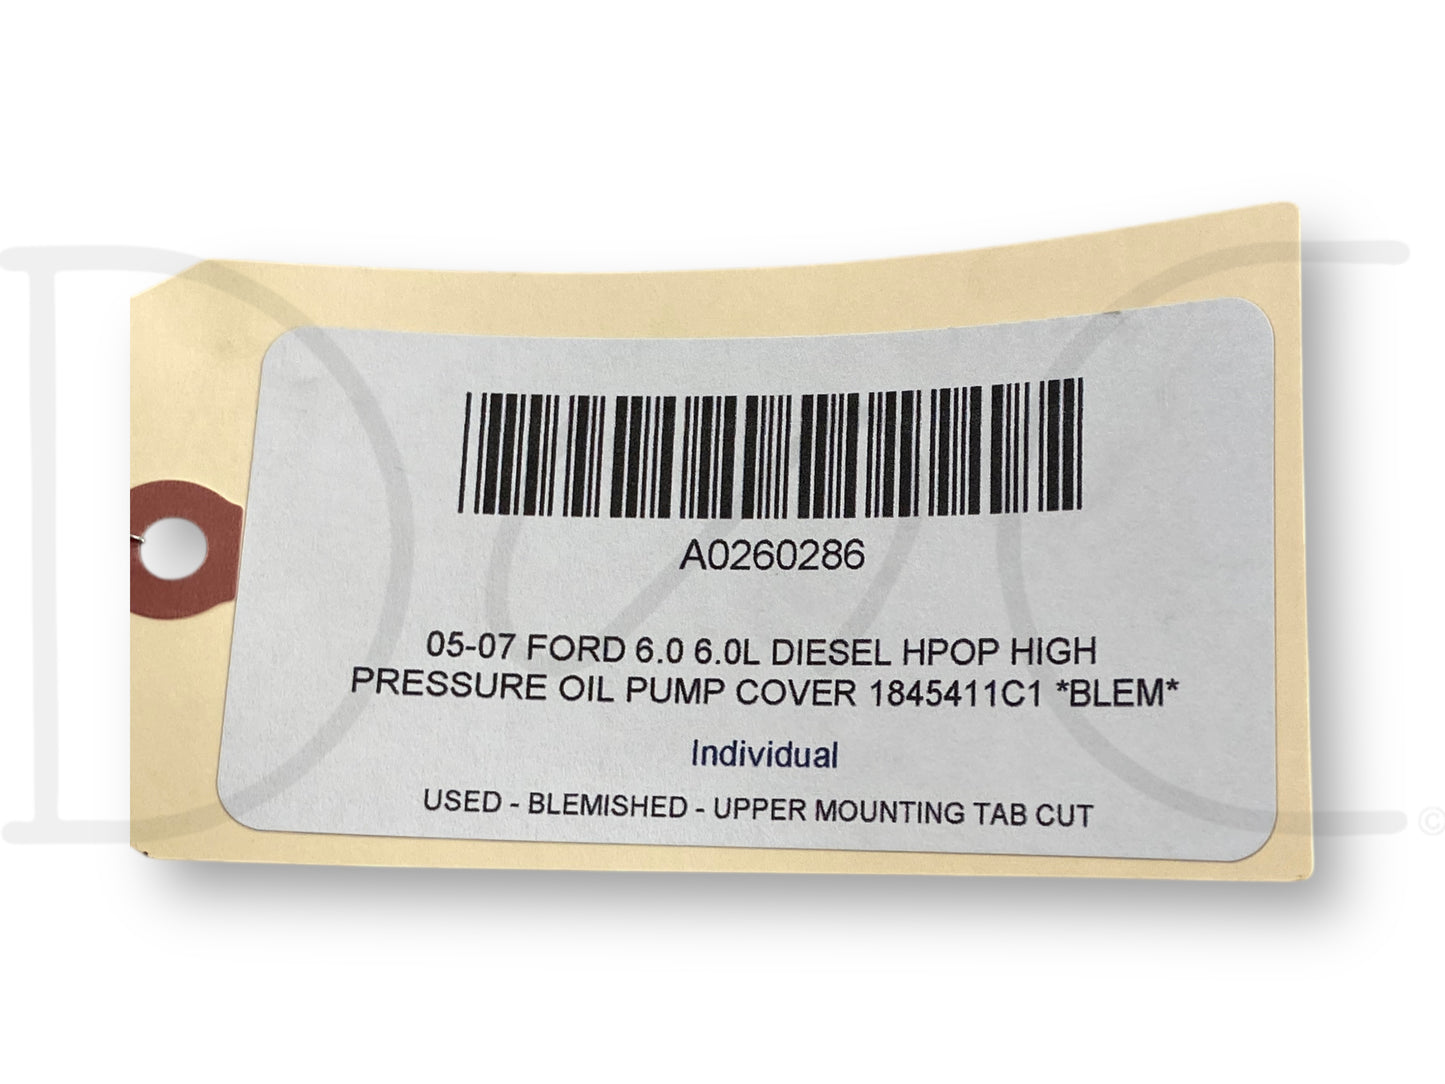 A0260286
05-07 FORD 6.0 6.0L DIESEL HPOP HIGH
PRESSURE OIL PUMP COVER 1845411C1 *BLEM*
Individual
USED - BLEMISHED - UPPER MOUNTING TAB CUT
©